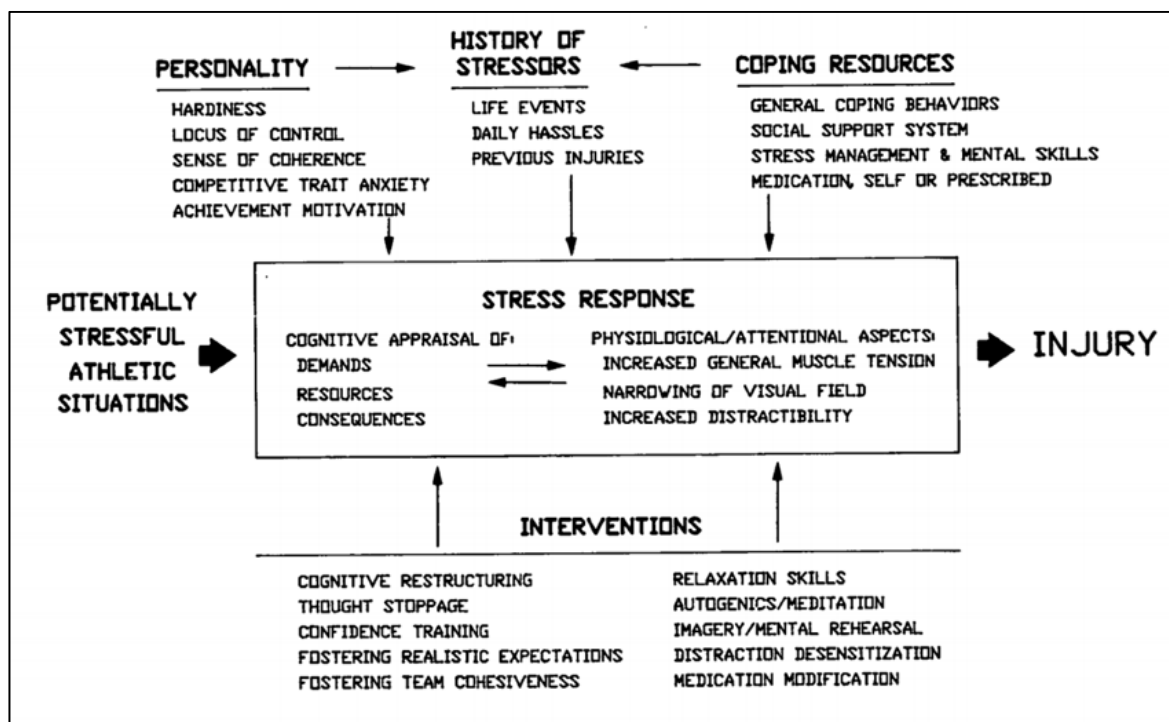 PERSONALITY
HARDINESS
LOCUS OF CONTROL
SENSE OF COHERENCE
COMPETITIVE TRAIT ANXIETY
ACHIEVEMENT MOTIVATION
HISTORY OF
STRESSORS
LIFE EVENTS
DAILY HASSLES
PREVIOUS INJURIES
COPING RESOURCES
GENERAL COPING BEHAVIORS
SOCIAL SUPPORT SYSTEM
STRESS MANAGEMENT & MENTAL SKILLS
MEDICATION, SELF OR PRESCRIBED
POTENTIALLY
STRESSFUL
ATHLETIC
SITUATIONS
STRESS RESPONSE
COGNITIVE APPRAISAL OF:
DEMANDS
RESOURCES
CONSEQUENCES
PHYSIOLOGICAL/ATTENTIONAL ASPECTS:
INCREASED GENERAL MUSCLE TENSION
NARROWING OF VISUAL FIELD
INCREASED DISTRACTIBILITY
INJURY
INTERVENTIONS
COGNITIVE RESTRUCTURING
THOUGHT STOPPAGE
CONFIDENCE TRAINING
FOSTERING REALISTIC EXPECTATIONS
FOSTERING TEAM COHESIVENESS
RELAXATION SKILLS
AUTOGENICS/MEDITATION
IMAGERY/MENTAL REHEARSAL
DISTRACTION DESENSITIZATION
MEDICATION MODIFICATION